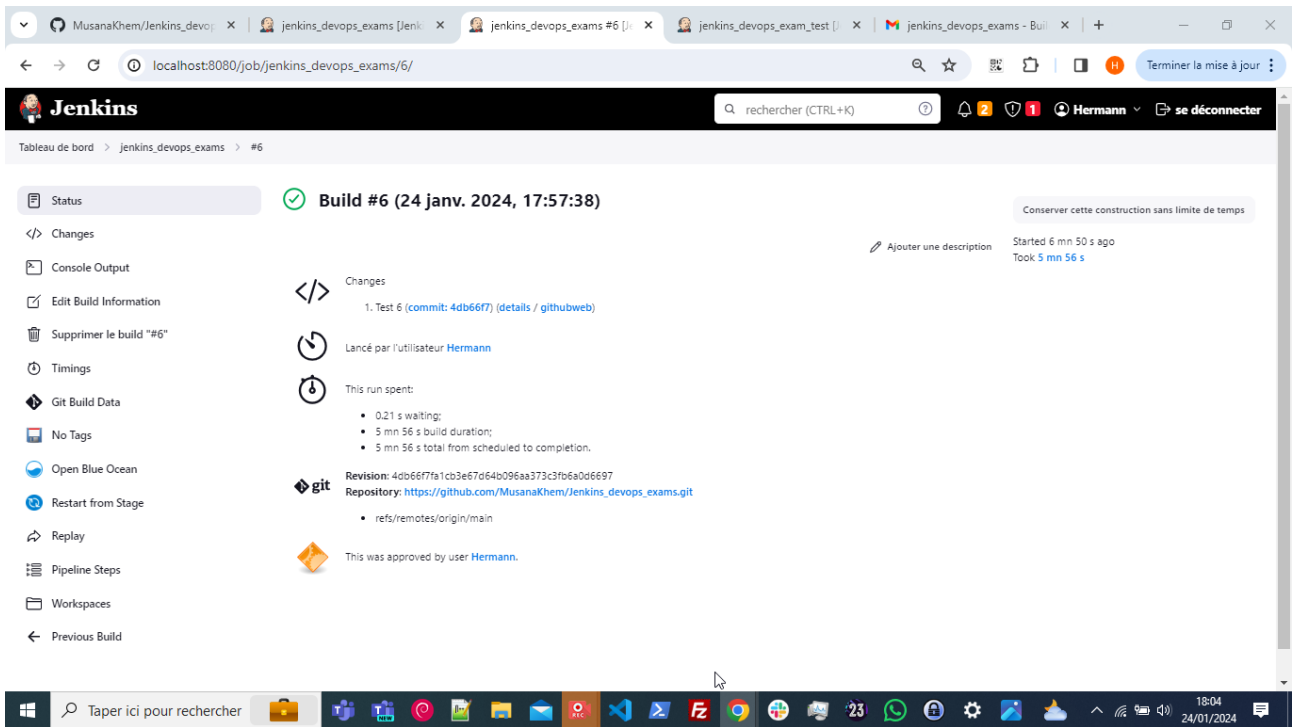 MusanaKhem/Jenkins_devop
jenkins_devops_exams [Jenki
jenkins_devops_exams #6 [Je
jenkins_devops_exam_test [J
jenkins_devops_exams - Buil
localhost:8080/job/jenkins_devops_exams/6/
H
Terminer la mise à jour
Jenkins
rechercher (CTRL+K)
2
1
Hermann
se déconnecter
Tableau de bord > jenkins_devops_exams > #6
Status
Build #6 (24 janv. 2024, 17:57:38)
Conserver cette construction sans limite de temps
Changes
Ajouter une description
Started 6 mn 50 s ago
Took 5 mn 56 s
Console Output
Changes
1. Test 6 (commit: 4db66f7) (details / githubweb)
Edit Build Information
Supprimer le build "#6"
Lancé par l'utilisateur Hermann
Timings
This run spent:
Git Build Data
• 0.21 s waiting;
• 5 mn 56 s build duration;
• 5 mn 56 s total from scheduled to completion.
No Tags
Open Blue Ocean
git
Revision: 4db66f7fa1cb3e67d64b096aa373c3fb6a0d6697
Repository: https://github.com/MusanaKhem/Jenkins_devops_exams.git
• refs/remotes/origin/main
Restart from Stage
Replay
This was approved by user Hermann.
Pipeline Steps
Workspaces
Previous Build
Taper ici pour rechercher
NEW
REC
23
18:04
24/01/2024